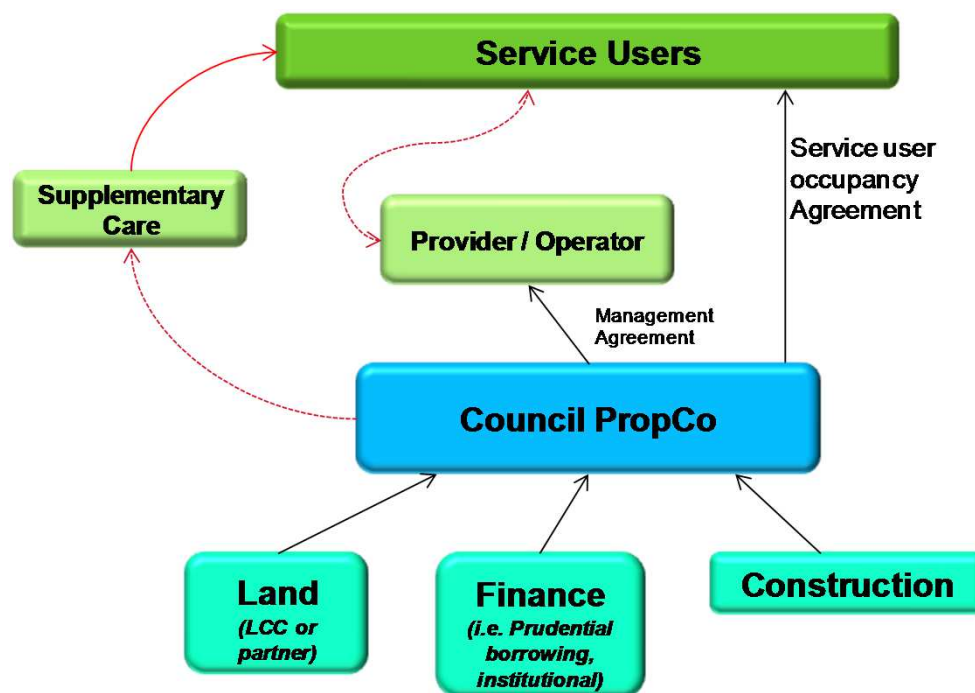 Service Users
Service user
occupancy
Agreement
Supplementary
Care
Provider / Operator
Management
Agreement
Council PropCo
Land
(LCC or
partner)
Finance
(i.e. Prudential
borrowing,
institutional)
Construction